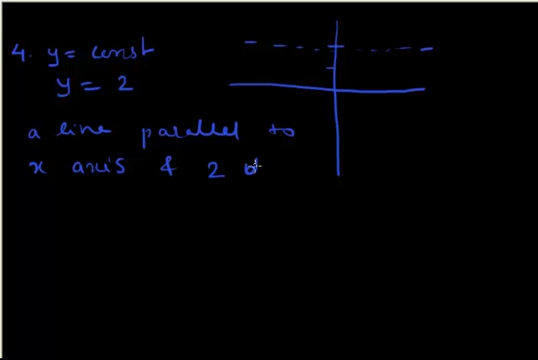 4. y = const
y = 2
a line parallel to
x axis & 2